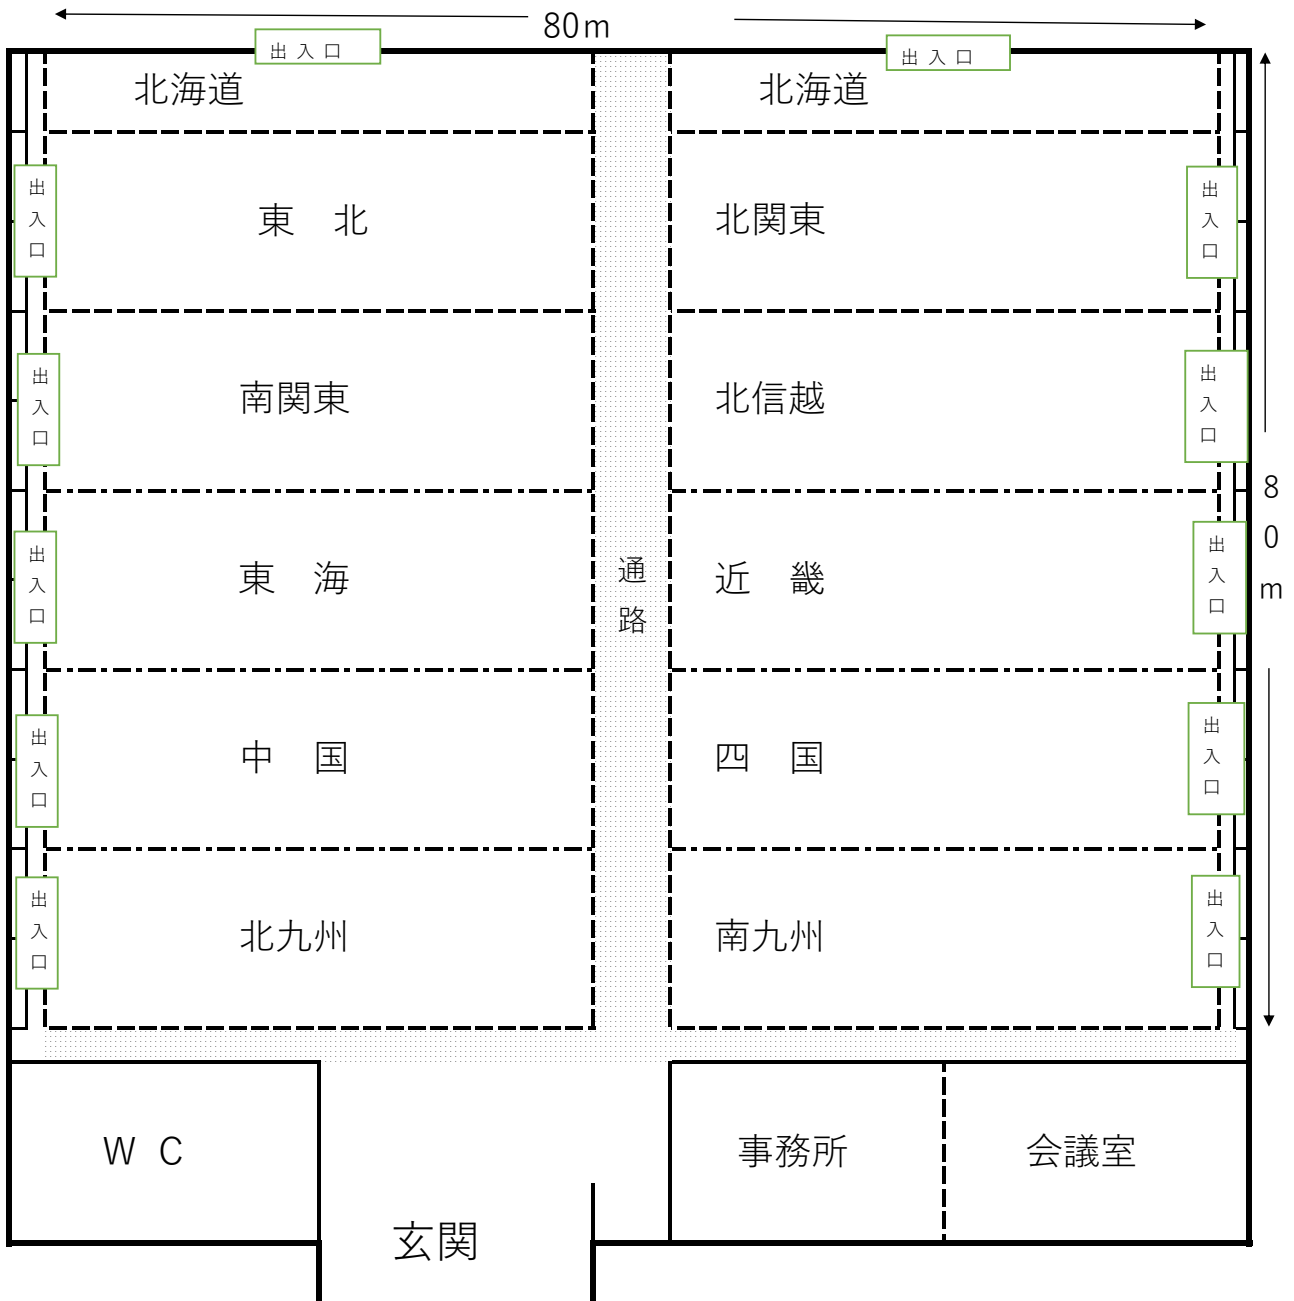 80m
出入口
出入口
北海道
北海道
出入口
東　北
北関東
出入口
出入口
南関東
北信越
出入口
80m
出入口
東　海
通路
近　畿
出入口
出入口
中　国
四　国
出入口
出入口
北九州
南九州
出入口
WC
事務所
会議室
玄関